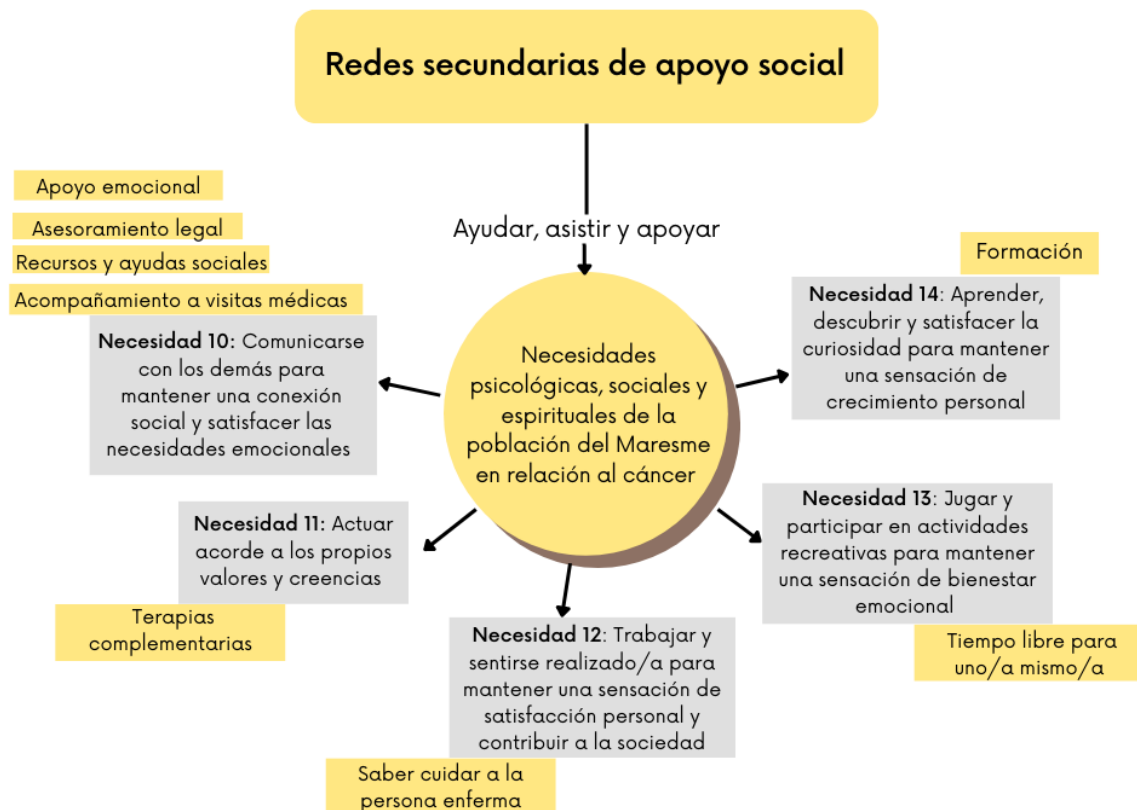 Redes secundarias de apoyo social
Ayudar, asistir y apoyar
Necesidades
psicológicas, sociales y
espirituales de la
población del Maresme
en relación al cáncer
Apoyo emocional
Asesoramiento legal
Recursos y ayudas sociales
Acompañamiento a visitas médicas
Necesidad 10: Comunicarse
con los demás para
mantener una conexión
social y satisfacer las
necesidades emocionales
Necesidad 11: Actuar
acorde a los propios
valores y creencias
Terapias
complementarias
Necesidad 12: Trabajar y
sentirse realizado/a para
mantener una sensación de
satisfacción personal y
contribuir a la sociedad
Saber cuidar a la
persona enferma
Necesidad 13: Jugar y
participar en actividades
recreativas para mantener
una sensación de bienestar
emocional
Tiempo libre para
uno/a mismo/a
Formación
Necesidad 14: Aprender,
descubrir y satisfacer la
curiosidad para mantener
una sensación de
crecimiento personal